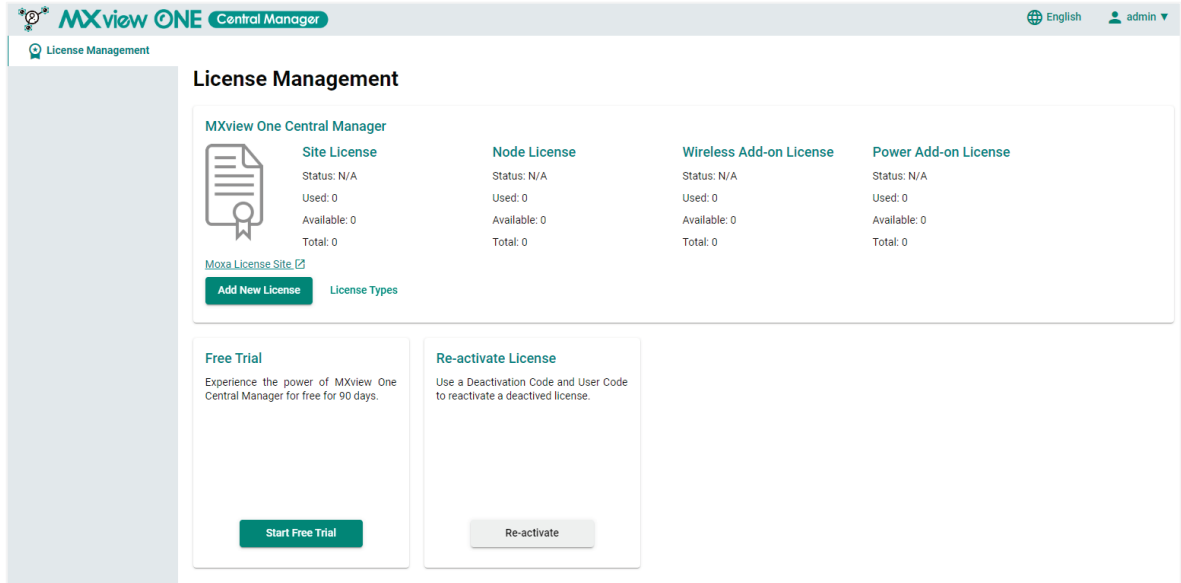 MXview ONE Central Manager
English
admin ▼
License Management
License Management
MXview One Central Manager
Site License
Node License
Wireless Add-on License
Power Add-on License
Status: N/A
Status: N/A
Status: N/A
Status: N/A
Used: 0
Used: 0
Used: 0
Used: 0
Available: 0
Available: 0
Available: 0
Available: 0
Total: 0
Total: 0
Total: 0
Total: 0
Moxa License Site
Add New License
License Types
Free Trial
Experience the power of MXview One
Central Manager for free for 90 days.
Start Free Trial
Re-activate License
Use a Deactivation Code and User Code
to reactivate a deactived license.
Re-activate